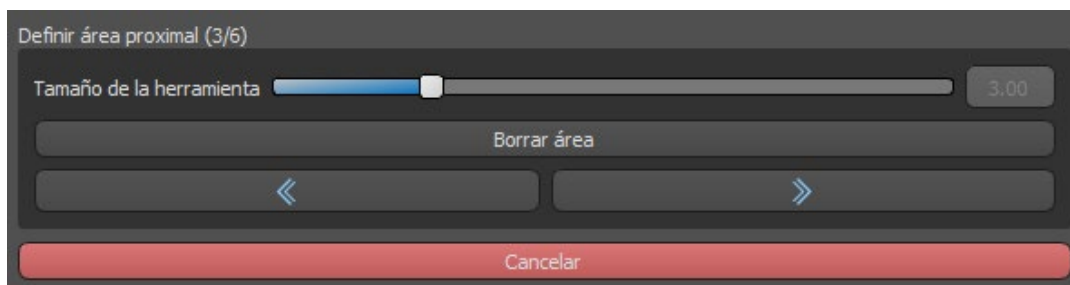 Definir área proximal (3/6)
Tamaño de la herramienta 3.00
Borrar área
Cancelar